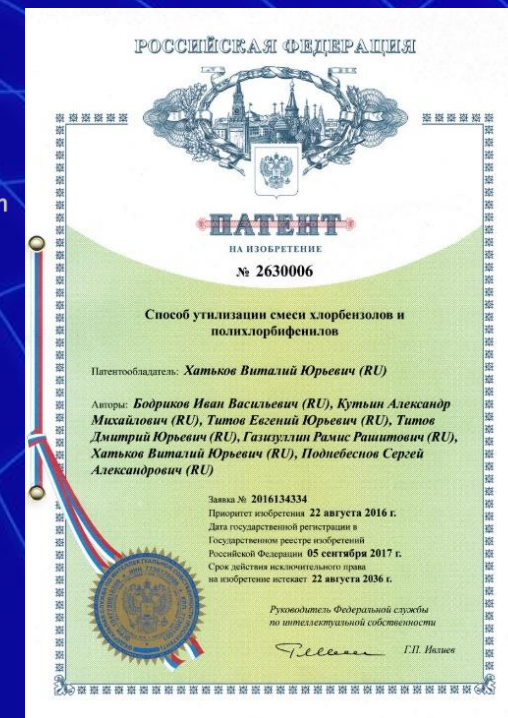 РОССИЙСКАЯ ФЕДЕРАЦИЯ
ПАТЕНТ
НА ИЗОБРЕТЕНИЕ
№ 2630006
Способ утилизации смеси хлорбензолов и
полихлорбифенилов
Патентообладатель: Хатьков Виталий Юрьевич (RU)
Авторы: Бодриков Иван Васильевич (RU), Кутьин Александр
Михайлович (RU), Титов Евгений Юрьевич (RU), Титов
Дмитрий Юрьевич (RU), Газизуллин Рамис Рашитович (RU),
Хатьков Виталий Юрьевич (RU), Поднебеснов Сергей
Александрович (RU)
Заявка № 2016134334
Приоритет изобретения 22 августа 2016 г.
Дата государственной регистрации в
Государственном реестре изобретений
Российской Федерации 05 сентября 2017 г.
Срок действия исключительного права
на изобретение истекает 22 августа 2036 г.
Руководитель Федеральной службы
по интеллектуальной собственности
Г.П. Ивлиев